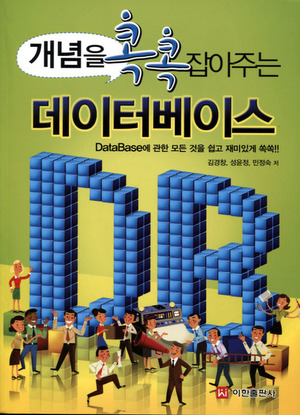 개념을 콕콕 잡아주는
데이터베이스
DataBase에 관한 모든 것을 쉽고 재미있게 쏙쏙!!
김경창, 성윤정, 민정숙 저
DB
이한출판사